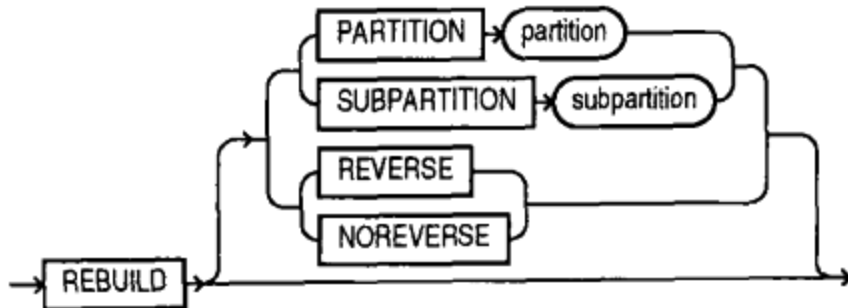 PARTITION partition
SUBPARTITION subpartition
REVERSE
NOREVERSE
REBUILD